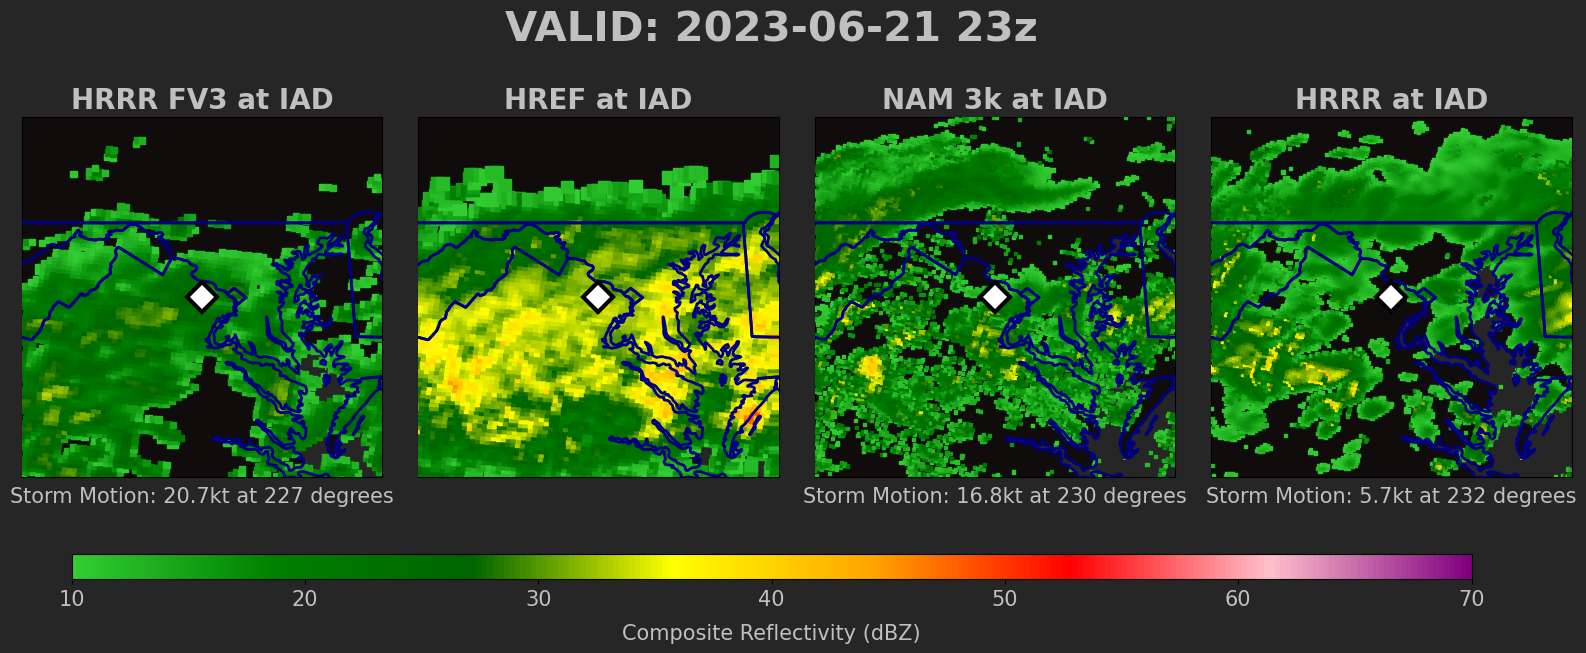 VALID: 2023-06-21 23z
HRRR FV3 at IAD
HREF at IAD
NAM 3k at IAD
HRRR at IAD
Storm Motion: 20.7kt at 227 degrees
Storm Motion: 16.8kt at 230 degrees
Storm Motion: 5.7kt at 232 degrees
10 20 30 40 50 60 70
Composite Reflectivity (dBZ)